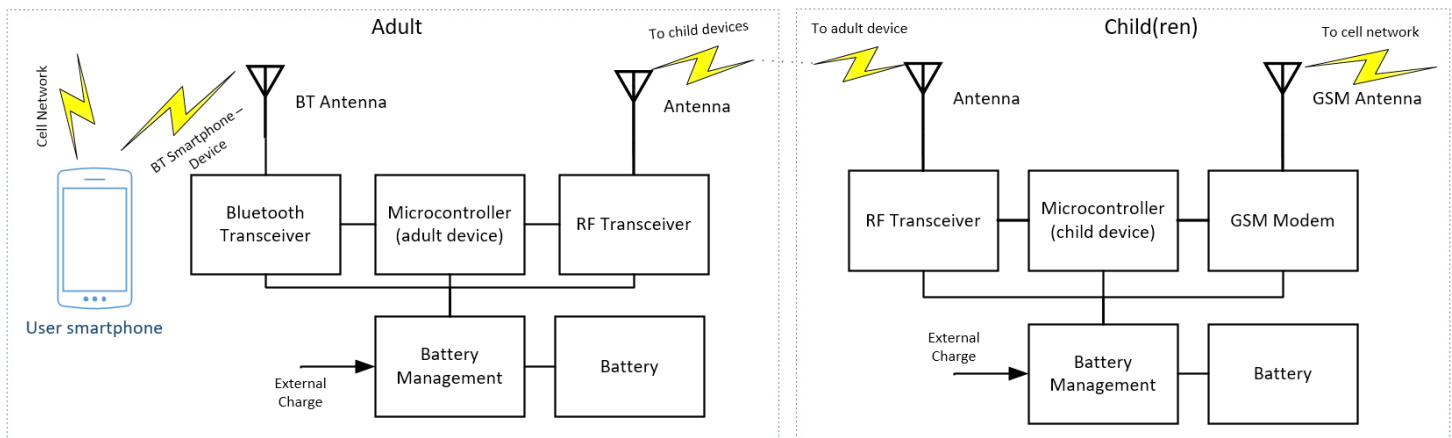 Adult
Cell Network
BT Smartphone –
Device
BT Antenna
To child devices
Antenna
Bluetooth
Transceiver
Microcontroller
(adult device)
RF Transceiver
User smartphone
External
Charge
Battery
Management
Battery
Child(ren)
To adult device
To cell network
Antenna
GSM Antenna
RF Transceiver
Microcontroller
(child device)
GSM Modem
External
Charge
Battery
Management
Battery